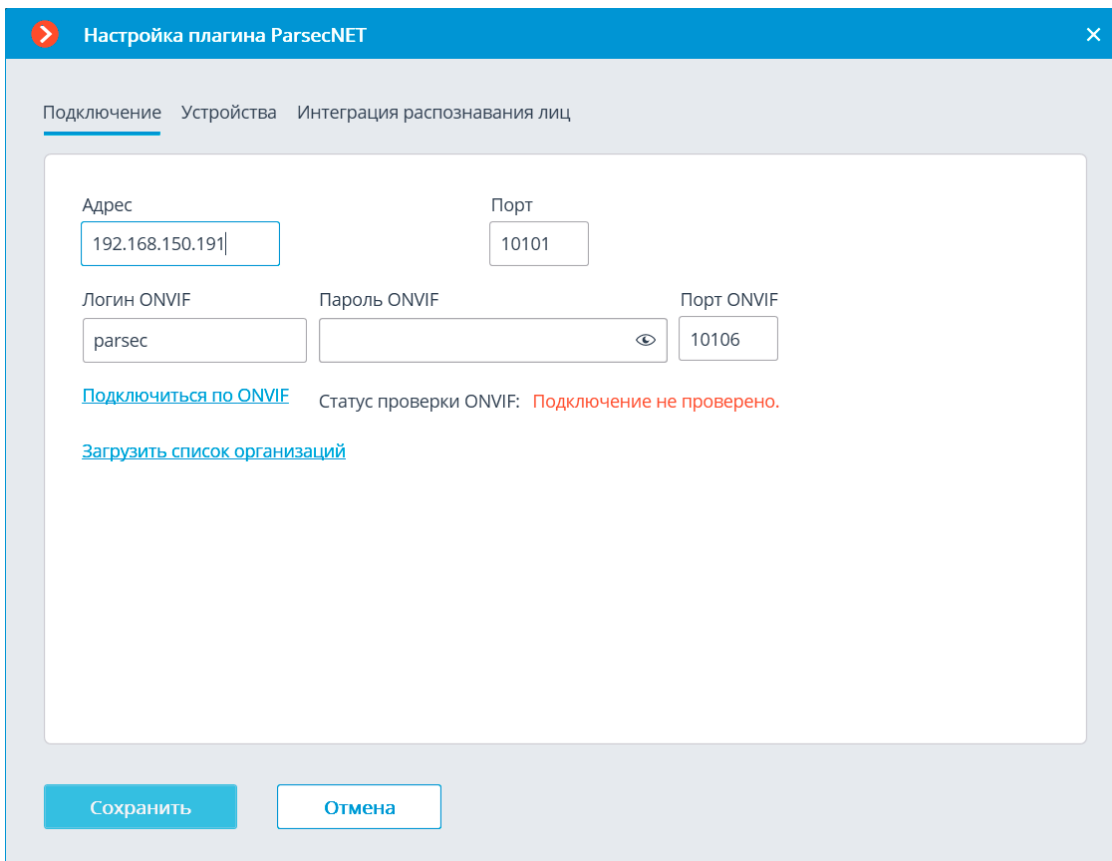 Настройка плагина ParsecNET
Подключение Устройства Интеграция распознавания лиц
Адрес Порт
192.168.150.191 10101
Логин ONVIF Пароль ONVIF Порт ONVIF
parsec 10106
Подключиться по ONVIF Статус проверки ONVIF: Подключение не проверено.
Загрузить список организаций
Сохранить Отмена